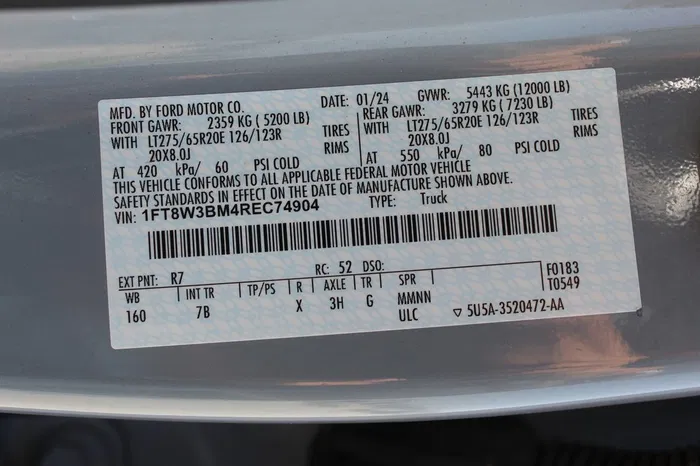 MFD. BY FORD MOTOR CO. DATE: 01/24 GVWR: 5443 KG (12000 LB)
FRONT GAWR: 2359 KG ( 5200 LB) REAR GAWR: 3279 KG ( 7230 LB)
WITH LT275/65R20E 126/123R TIRES WITH LT275/65R20E 126/123R TIRES
20X8.0J RIMS 20X8.0J RIMS
AT 420 kPa/ 60 PSI COLD AT 550 kPa/ 80 PSI COLD
THIS VEHICLE CONFORMS TO ALL APPLICABLE FEDERAL MOTOR VEHICLE
SAFETY STANDARDS IN EFFECT ON THE DATE OF MANUFACTURE SHOWN ABOVE.
VIN: 1FT8W3BM4REC74904 TYPE: Truck
EXT PNT: R7 RC: 52 DSO: F0183
WB INT TR TP/PS R AXLE TR SPR T0549
160 7B X 3H G MMNN
ULC ▽ 5U5A-3520472-AA